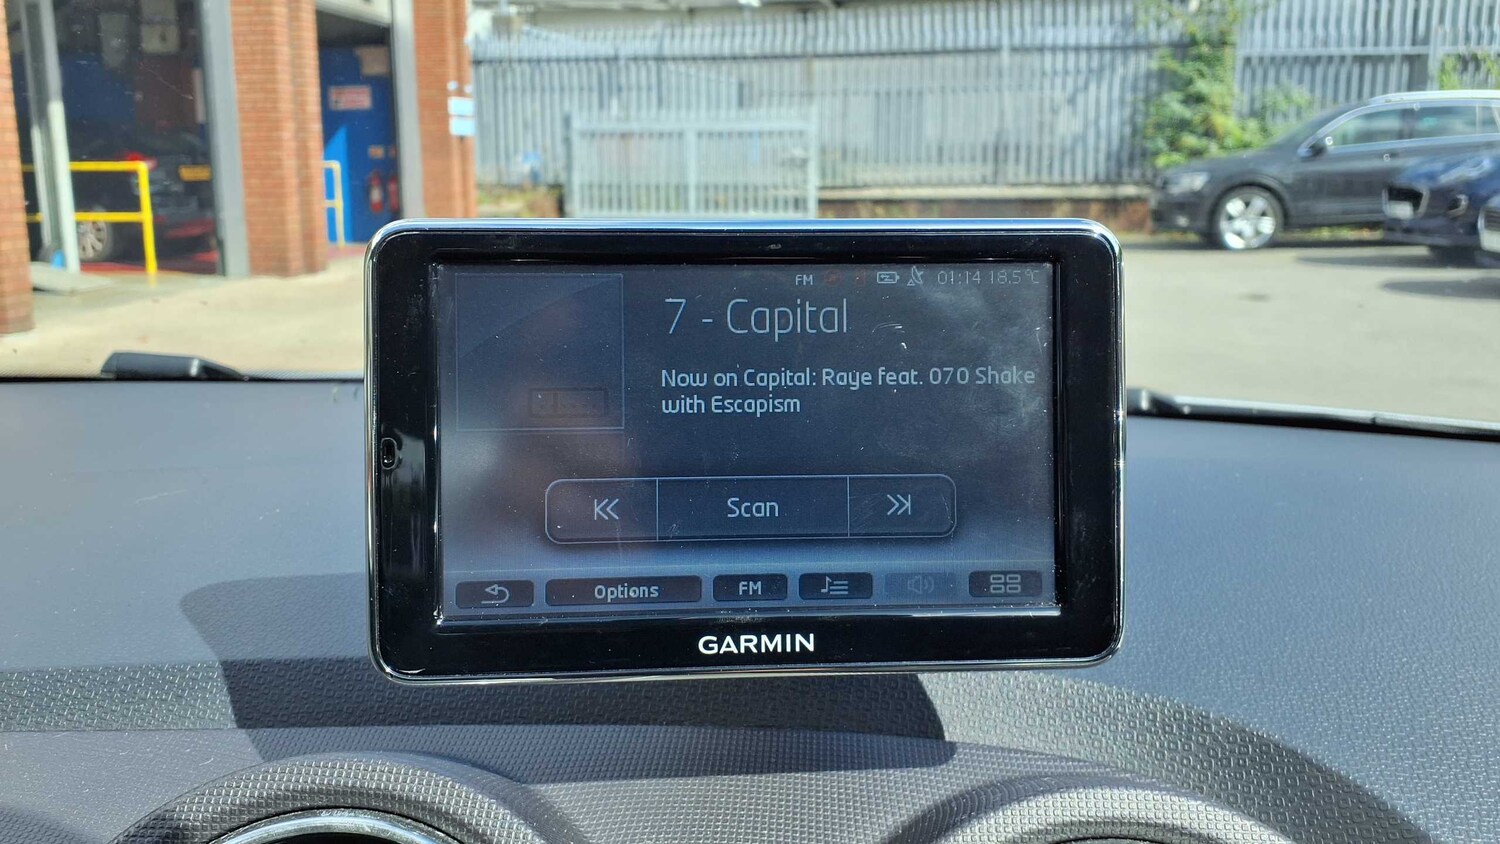 FM 01:14 18.5°C
7 - Capital
Now on Capital: Raye feat. 070 Shake
with Escapism
Scan
Options FM
GARMIN